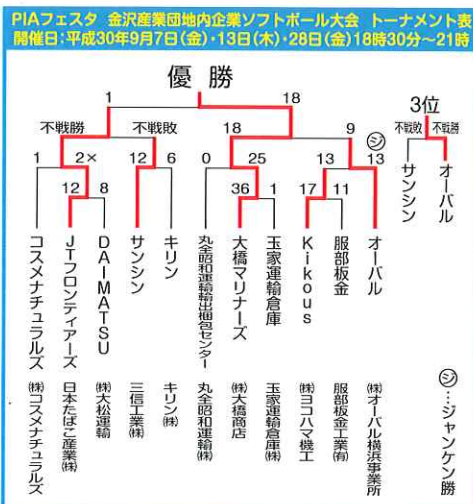 PIAフェスタ 金沢産業団地内企業ソフトボール大会 トーナメント表
開催日:平成30年9月7日(金)・13日(木)・28日(金)18時30分～21時
優勝
1
18
3位
不戦敗
不戦勝
サンシン
オーバル
不戦勝
不戦敗
18
9
1
2×
12
6
0
25
13
ジ
13
12
8
36
1
17
11
コスメナチュラルズ
JTフロンティアーズ
DAIMATSU
サンシン
キリン
丸全昭和運輸輸出梱包センター
大橋マリナーズ
玉家運輸倉庫
Kikous
服部板金
オーバル
㈱コスメナチュラルズ
日本たばこ産業㈱
㈱大松運輸
三信工業㈱
キリン㈱
丸全昭和運輸㈱
㈱大橋商店
玉家運輸倉庫㈱
㈱ヨコハマ機工
服部板金工業㈲
㈱オーバル横浜事業所
ジ…ジャンケン勝